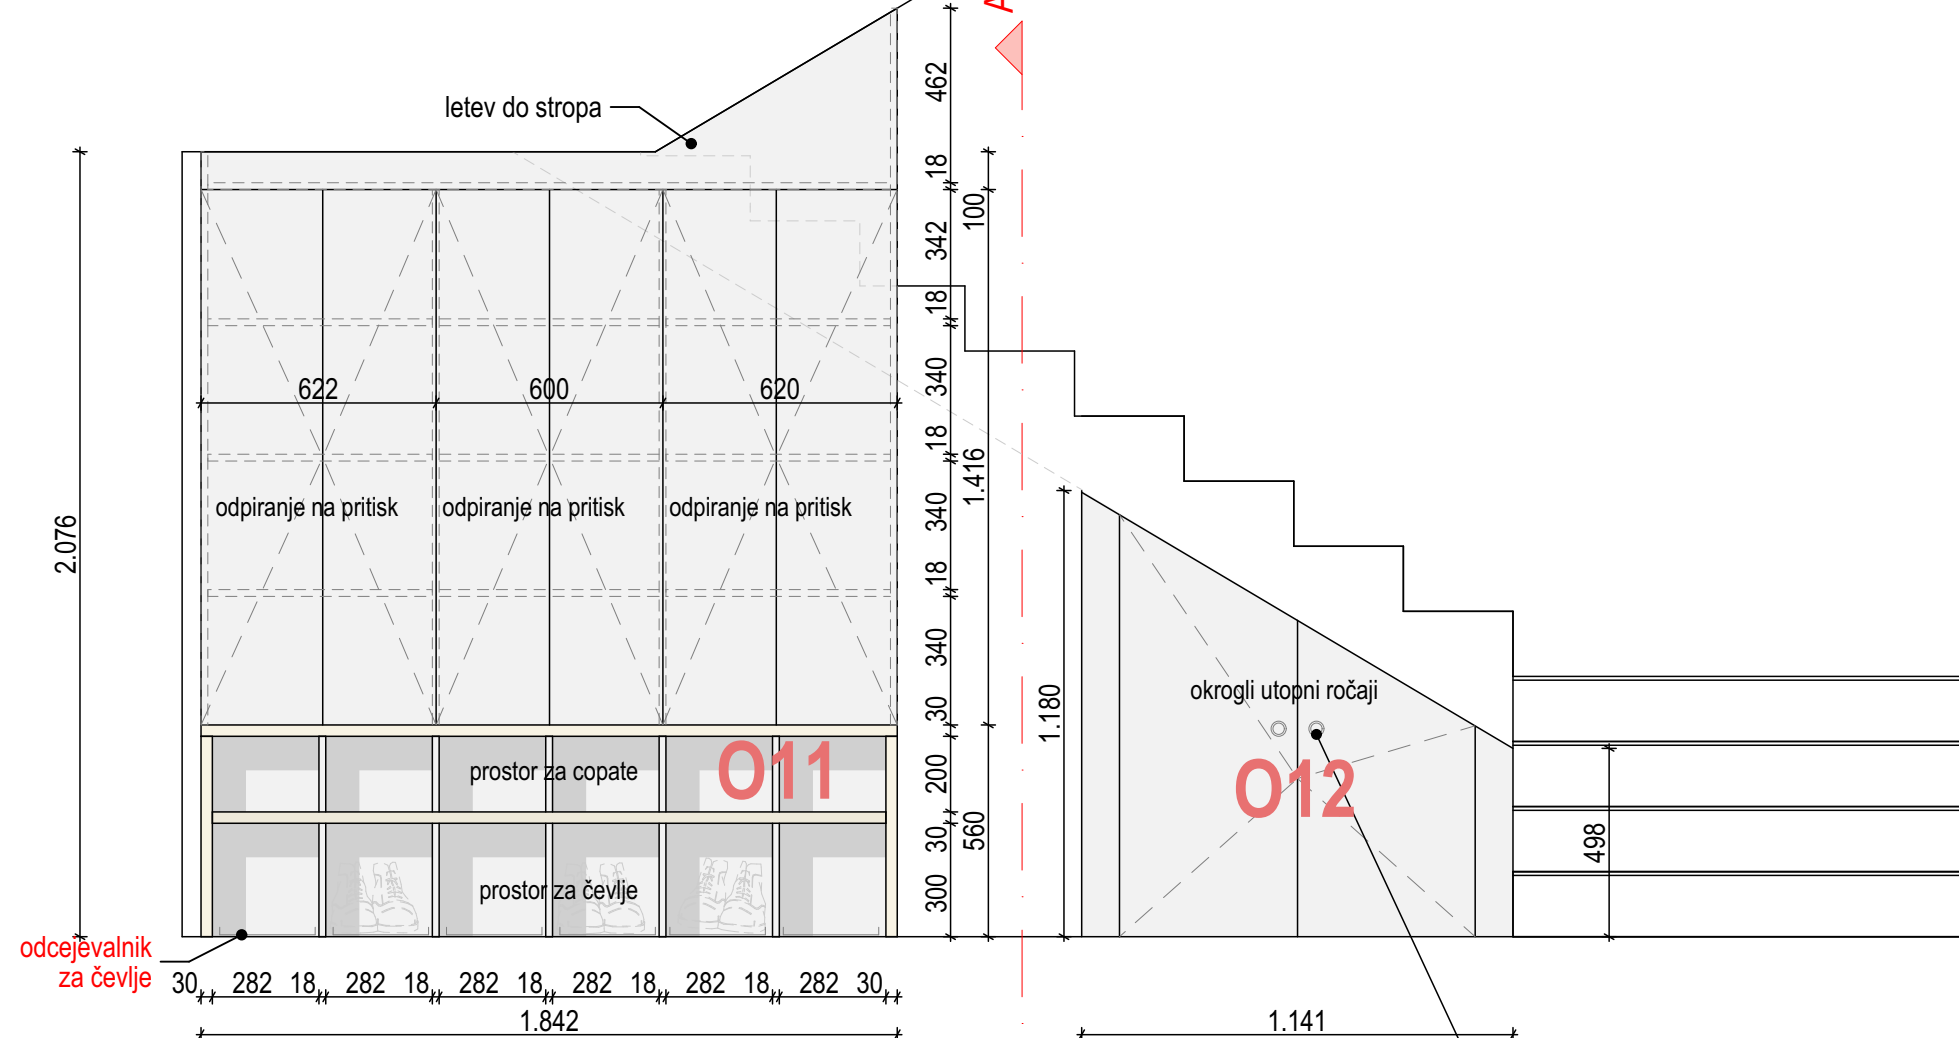 A
letev do stropa
462
18
100
342
18
622
600
620
340
18
1.416
odpiranje na pritisk
odpiranje na pritisk
odpiranje na pritisk
340
2.076
18
340
30
1.180
okrogli utopni ročaji
O11
prostor za copate
200
O12
30
560
498
prostor za čevlje
300
odcejevalnik
za čevlje
30 282 18 282 18 282 18 282 18 282 18 282 30
1.842
1.141